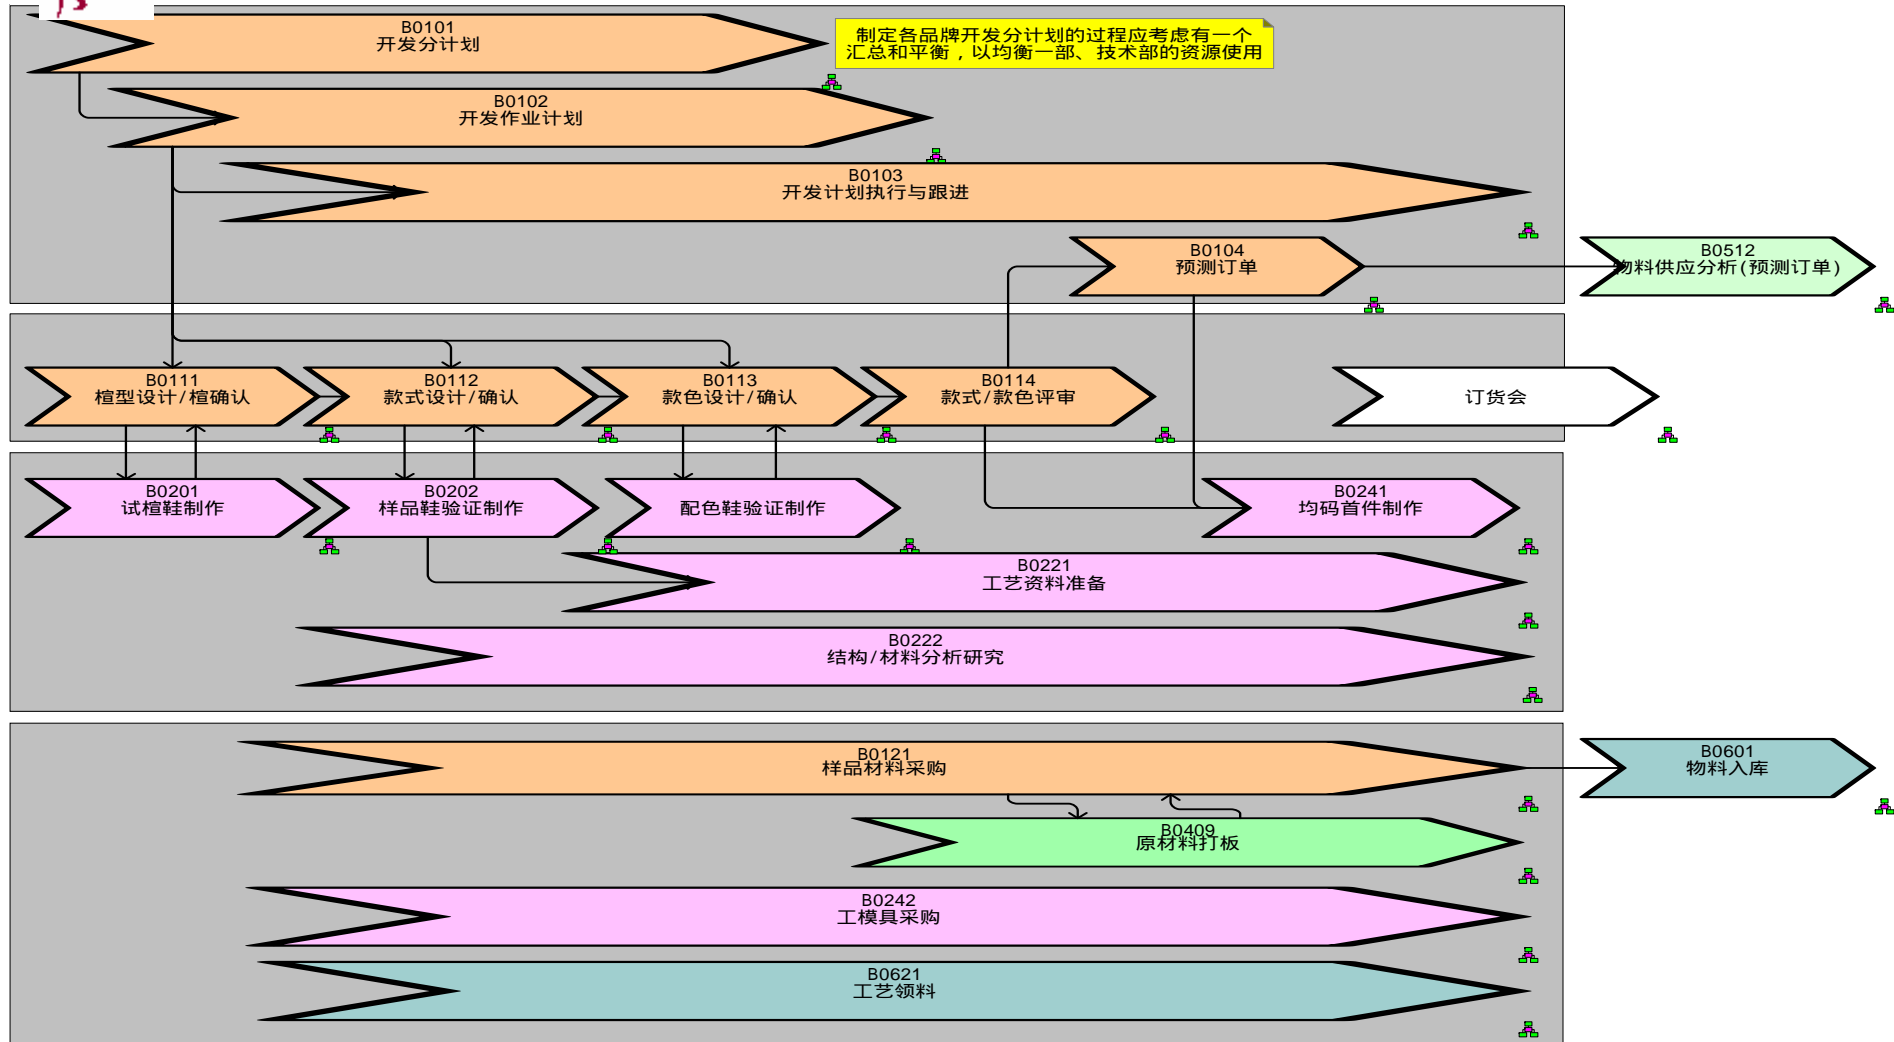 B0101
开发分计划
制定各品牌开发分计划的过程应考虑有一个
汇总和平衡，以均衡一部、技术部的资源使用
B0102
开发作业计划
B0103
开发计划执行与跟进
B0104
预测订单
B0512
物料供应分析(预测订单)
B0111
楦型设计/楦确认
B0112
款式设计/确认
B0113
款色设计/确认
B0114
款式/款色评审
订货会
B0201
试楦鞋制作
B0202
样品鞋验证制作
配色鞋验证制作
B0241
均码首件制作
B0221
工艺资料准备
B0222
结构/材料分析研究
B0121
样品材料采购
B0601
物料入库
B0409
原材料打板
B0242
工模具采购
B0621
工艺领料